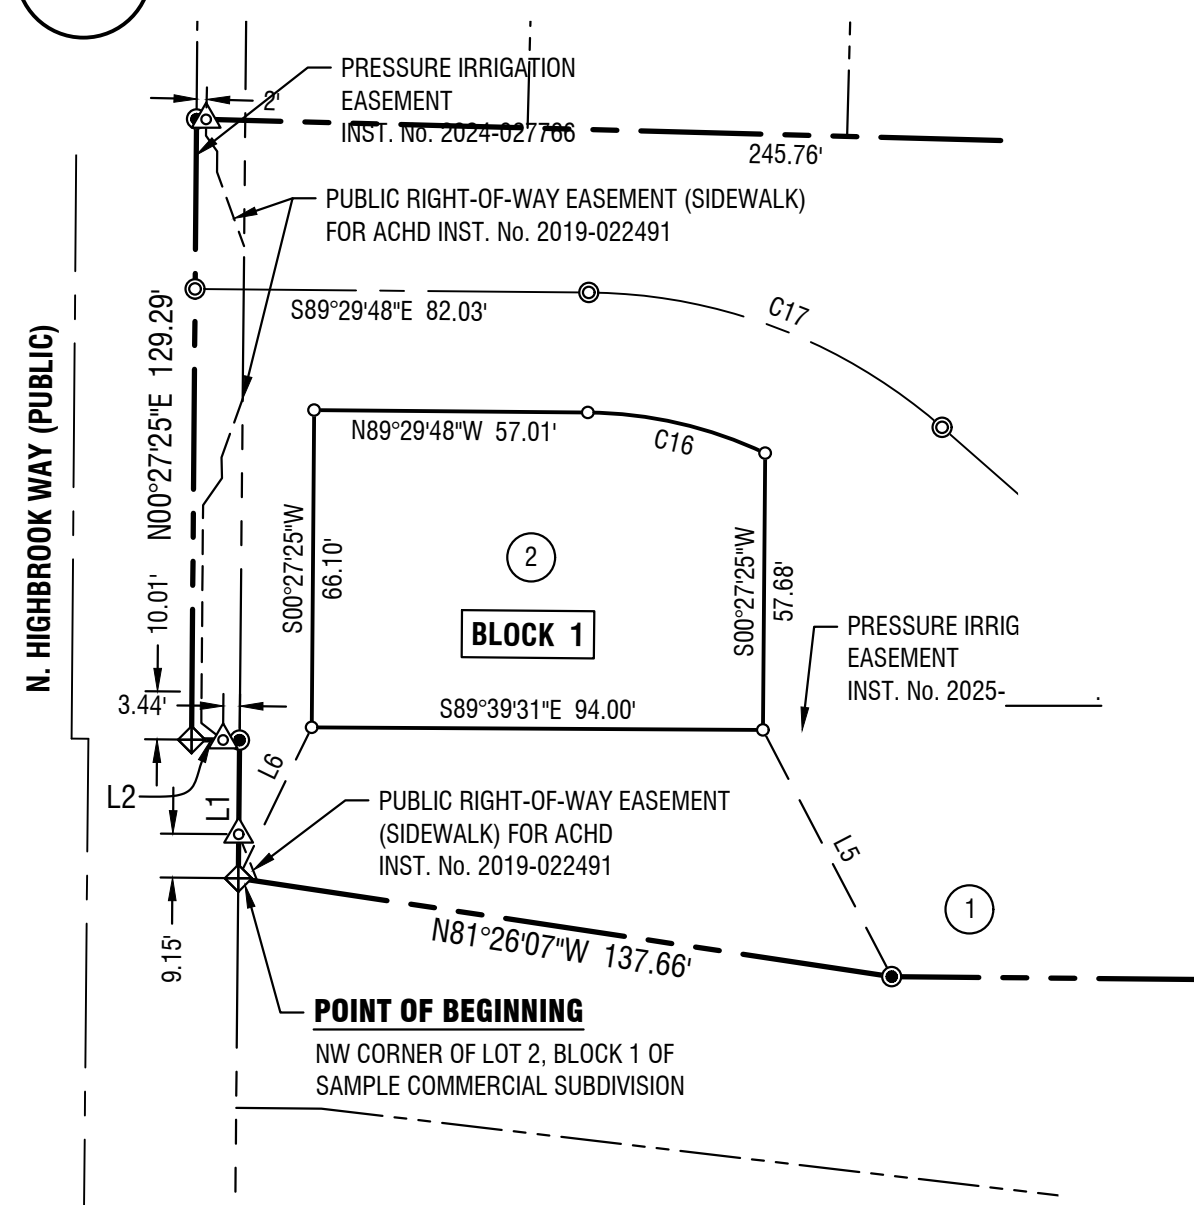 PRESSURE IRRIGATION
EASEMENT
INST. No. 2024-027766
2'
245.76'
PUBLIC RIGHT-OF-WAY EASEMENT (SIDEWALK)
FOR ACHD INST. No. 2019-022491
S89°29'48"E 82.03'
C17
N. HIGHBROOK WAY (PUBLIC)
N00°27'25"E 129.29'
N89°29'48"W 57.01'
C16
S00°27'25"W
66.10'
2
BLOCK 1
S00°27'25"W
57.68'
10.01'
PRESSURE IRRIG
EASEMENT
INST. No. 2025-________.
3.44'
S89°39'31"E 94.00'
L6
L2
L1
PUBLIC RIGHT-OF-WAY EASEMENT
(SIDEWALK) FOR ACHD
INST. No. 2019-022491
L5
1
9.15'
N81°26'07"W 137.66'
POINT OF BEGINNING
NW CORNER OF LOT 2, BLOCK 1 OF
SAMPLE COMMERCIAL SUBDIVISION